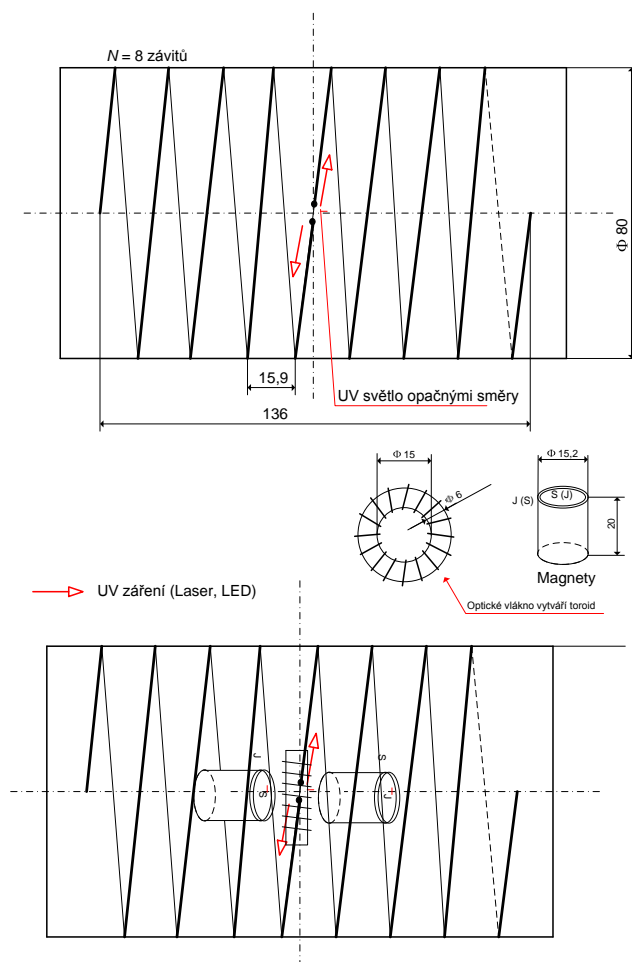 N = 8 závitů
Φ 80
15,9
UV světlo opačnými směry
136
Φ 15
Φ 6
Φ 15,2
S (J)
J (S)
20
Magnety
UV záření (Laser, LED)
Optické vlákno vytváří toroid
J
S
S
J